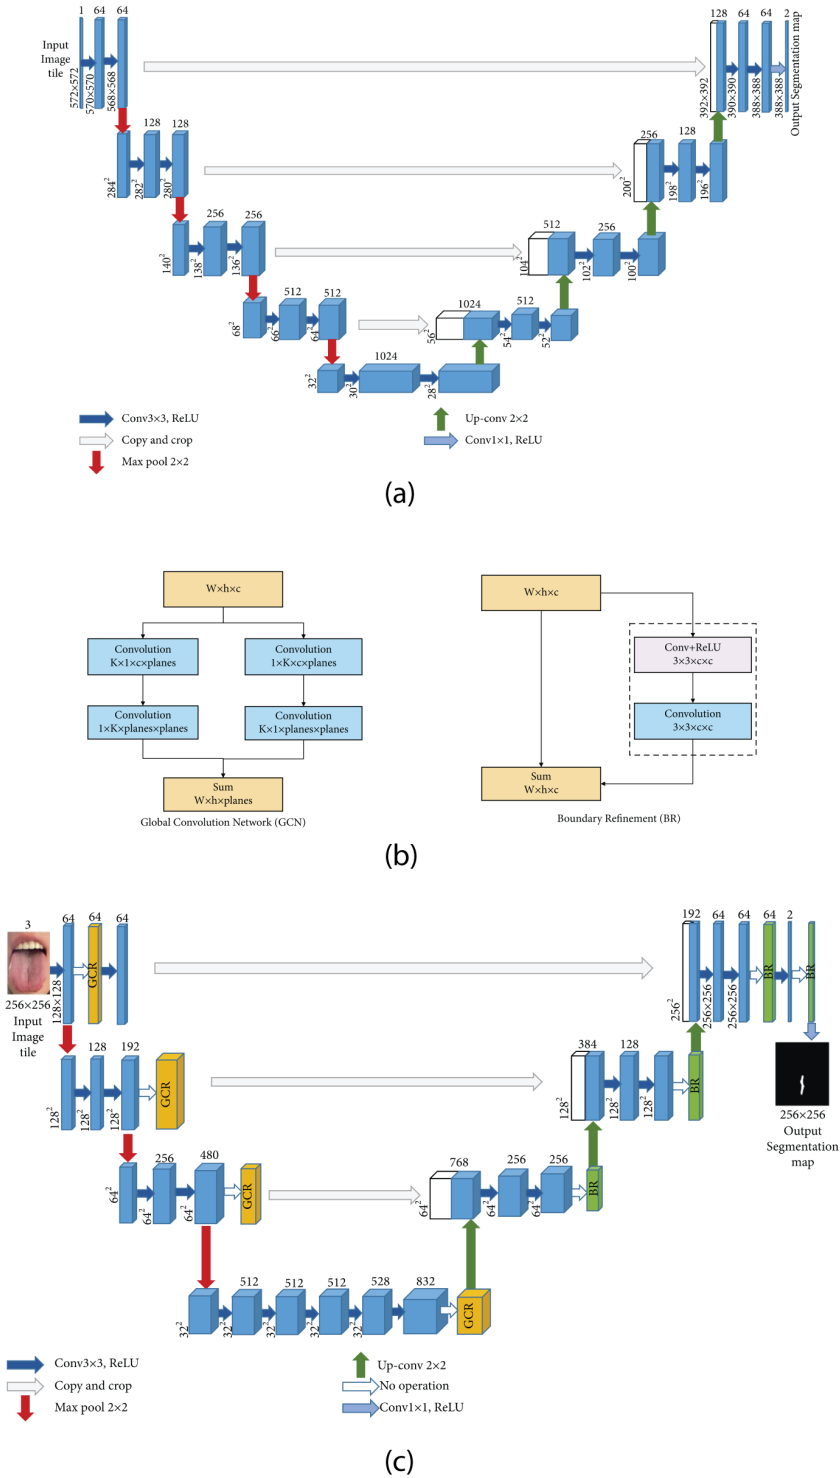 1 64 64
Input
Image
tile
572×572
570×570
568×568
128 64 64 2
392×392
390×390
388×388
388×388
Output Segmentation map
128 128
284²
282²
280²
256 128
200²
198²
196²
256 256
140²
138²
136²
512 256
104²
102²
100²
512 512
68²
66²
64²
1024 512
56²
54²
52²
1024
32²
30²
28²
Conv3×3, ReLU
Copy and crop
Max pool 2×2
Up-conv 2×2
Conv1×1, ReLU
(a)
W×h×c
Convolution
K×1×c×planes
Convolution
1×K×c×planes
Convolution
1×K×planes×planes
Convolution
K×1×planes×planes
Sum
W×h×planes
Global Convolution Network (GCN)
W×h×c
Conv+ReLU
3×3×c×c
Convolution
3×3×c×c
Sum
W×h×c
Boundary Refinement (BR)
(b)
3 64 64 64
256×256
Input
Image
tile
128×128
GCR
192 64 64 64 2
256²
256×256
256×256
BR
BR
128 192
128²
128²
128²
GCR
384 128
128²
128²
128²
BR
256×256
Output
Segmentation
map
256 480
64²
64²
64²
GCR
768 256 256
64²
64²
64²
BR
512 512 512 528 832
32²
32²
32²
32²
32²
GCR
Conv3×3, ReLU
Copy and crop
Max pool 2×2
Up-conv 2×2
No operation
Conv1×1, ReLU
(c)